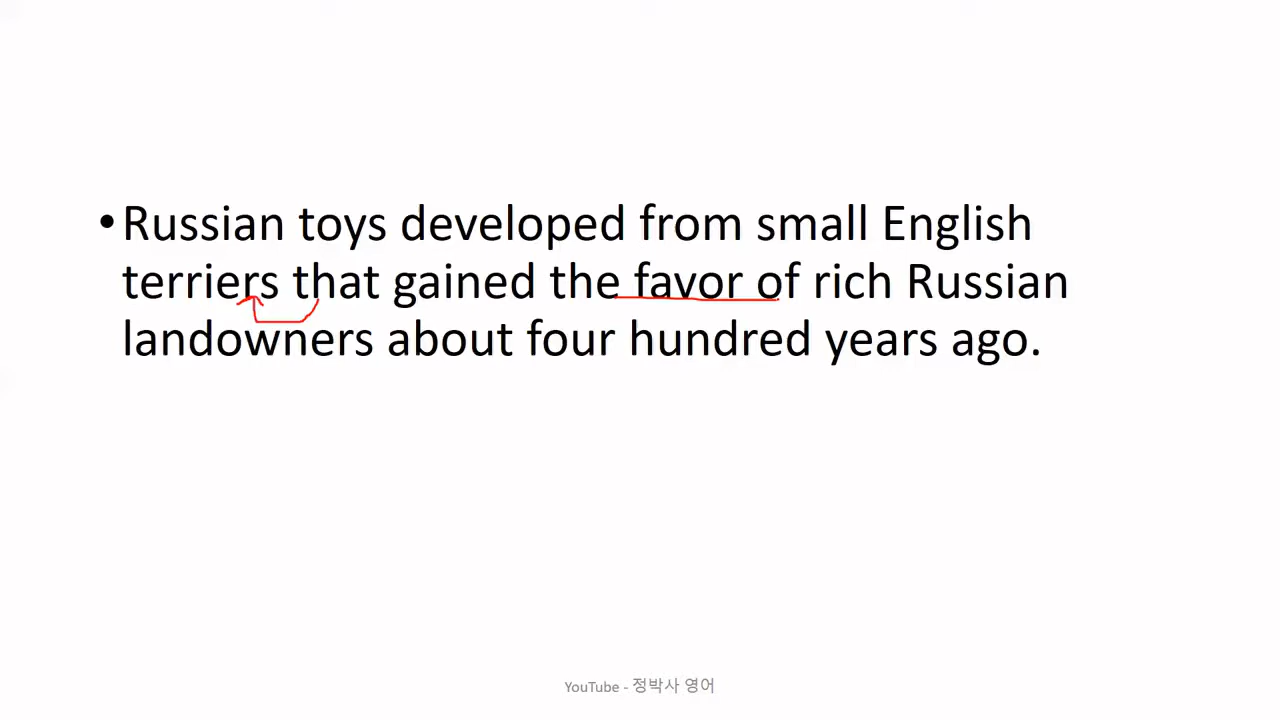 •Russian toys developed from small English
terriers that gained the favor of rich Russian
landowners about four hundred years ago.
YouTube - 정박사 영어